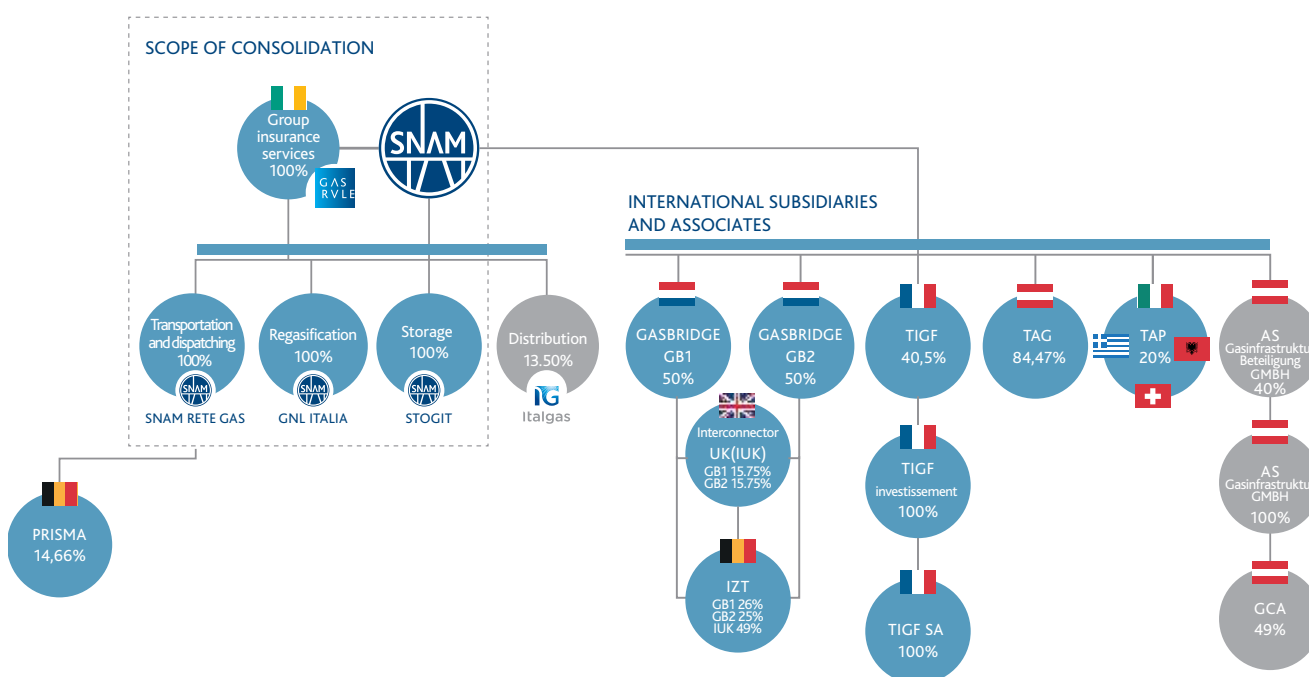 SCOPE OF CONSOLIDATION
Group
insurance
services
100%
GAS
RVLE
SNAM
INTERNATIONAL SUBSIDIARIES
AND ASSOCIATES
Transportation
and dispatching
100%
SNAM
SNAM RETE GAS
Regasification
100%
SNAM
GNL ITALIA
Storage
100%
SNAM
STOGIT
Distribution
13.50%
IG
Italgas
GASBRIDGE
GB1
50%
GASBRIDGE
GB2
50%
TIGF
40,5%
TAG
84,47%
TAP
20%
AS
Gasinfrastruktu
Beteiligung
GMBH
40%
Interconnector
UK(IUK)
GB1 15.75%
GB2 15.75%
TIGF
investissement
100%
AS
Gasinfrastruktu
GMBH
100%
PRISMA
14,66%
IZT
GB1 26%
GB2 25%
IUK 49%
TIGF SA
100%
GCA
49%